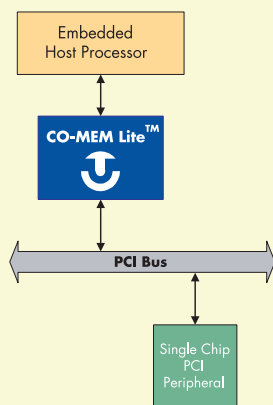 Embedded
Host Processor
CO-MEM Lite™
PCI Bus
Single Chip
PCI
Peripheral